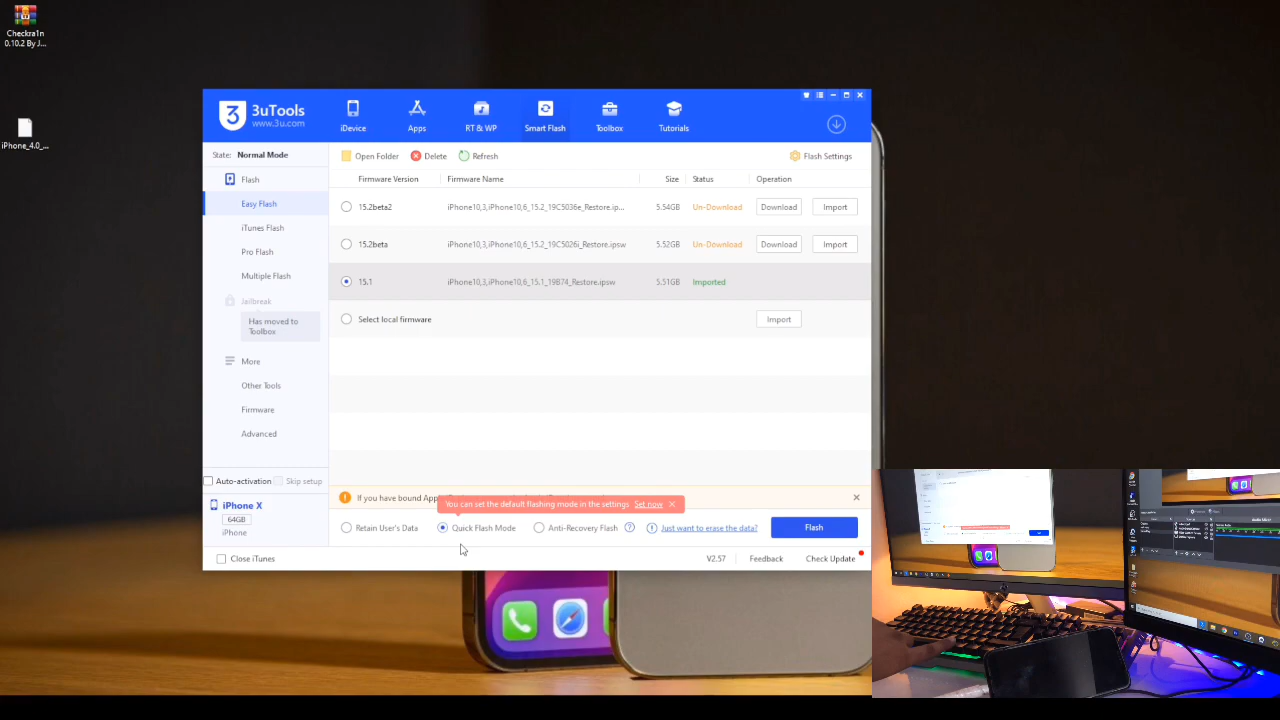 Checkra1n
0.10.2 By J...
iPhone_4.0_...
3uTools
www.3u.com
iDevice
Apps
RT & WP
Smart Flash
Toolbox
Tutorials
State: Normal Mode
Open Folder
Delete
Refresh
Flash Settings
Flash
Easy Flash
iTunes Flash
Pro Flash
Multiple Flash
Jailbreak
Has moved to
Toolbox
More
Other Tools
Firmware
Advanced
Firmware Version Firmware Name Size Status Operation
15.2beta2 iPhone10,3,iPhone10,6_15.2_19C5036e_Restore.ip... 5.54GB Un-Download Download Import
15.2beta iPhone10,3,iPhone10,6_15.2_19C5026i_Restore.ipsw 5.52GB Un-Download Download Import
15.1 iPhone10,3,iPhone10,6_15.1_19B74_Restore.ipsw 5.51GB Imported
Select local firmware Import
Auto-activation Skip setup
iPhone X
64GB
iPhone
If you have bound
You can set the default flashing mode in the settings Set now
Retain User's Data Quick Flash Mode Anti-Recovery Flash Just want to erase the data? Flash
Close iTunes V2.57 Feedback Check Update